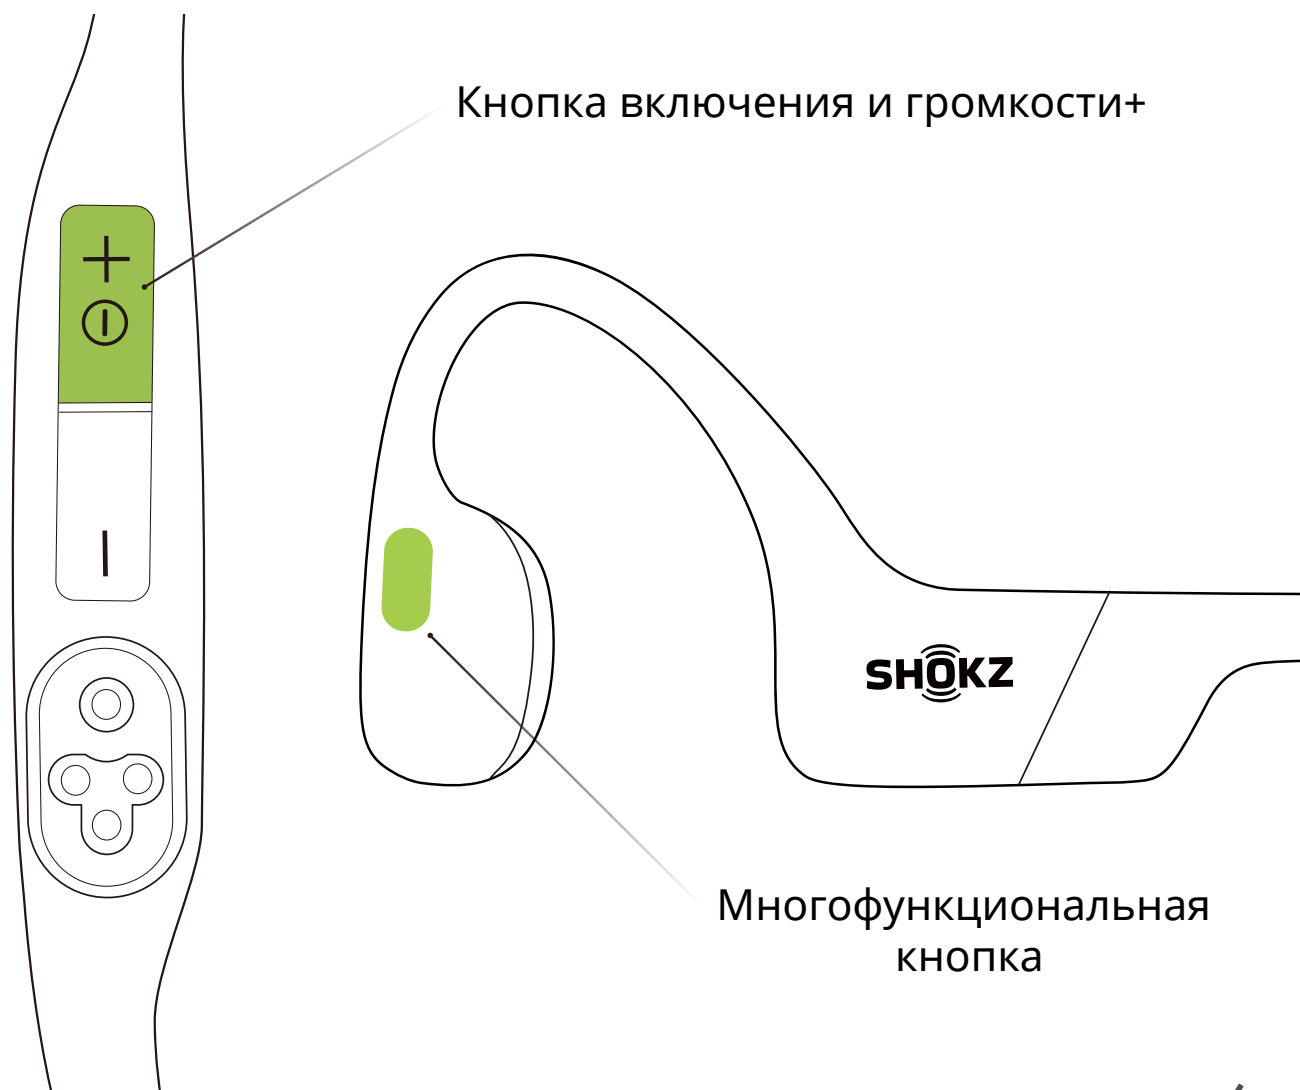 Кнопка включения и громкости+
SHOKZ
Многофункциональная
кнопка